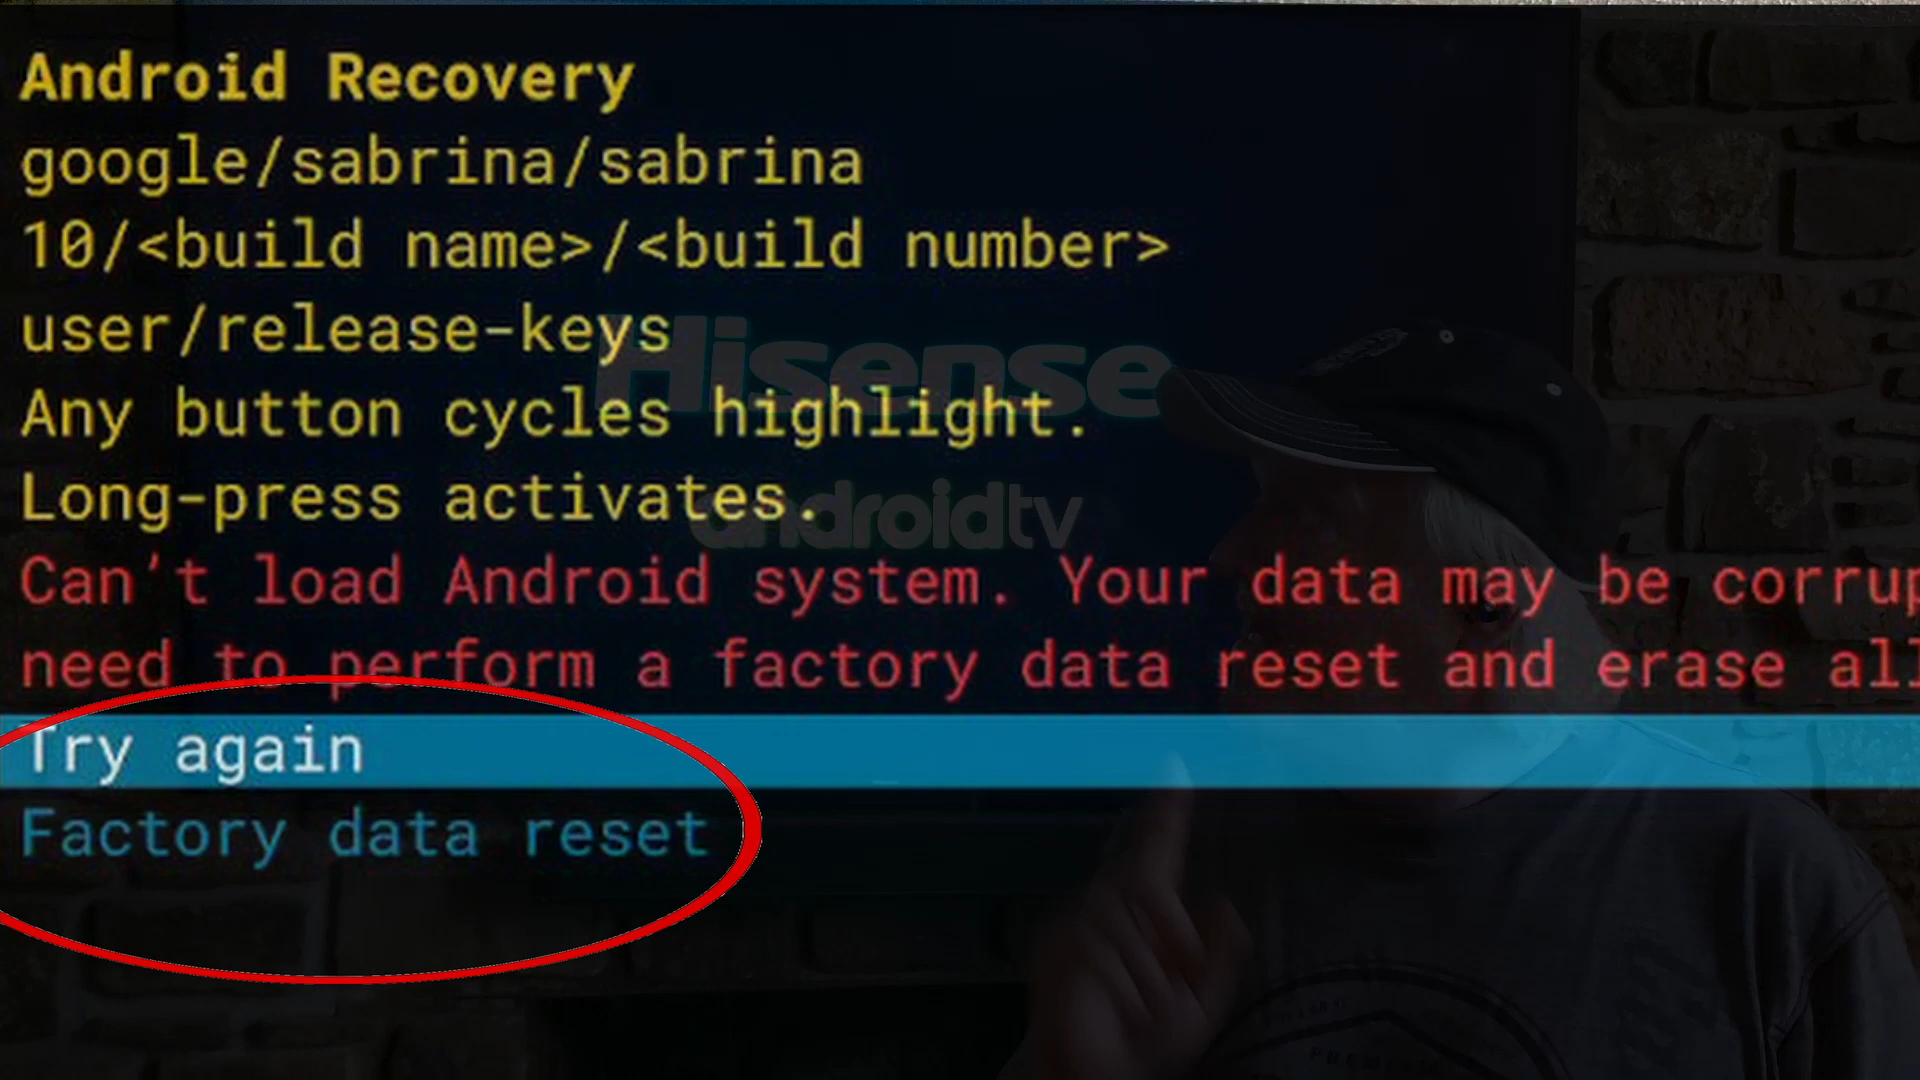 Android Recovery
google/sabrina/sabrina
10/<build name>/<build number>
user/release-keys
Hisense
Any button cycles highlight.
Long-press activates.
androidtv
Can't load Android system. Your data may be corrup
need to perform a factory data reset and erase all
Try again
Factory data reset